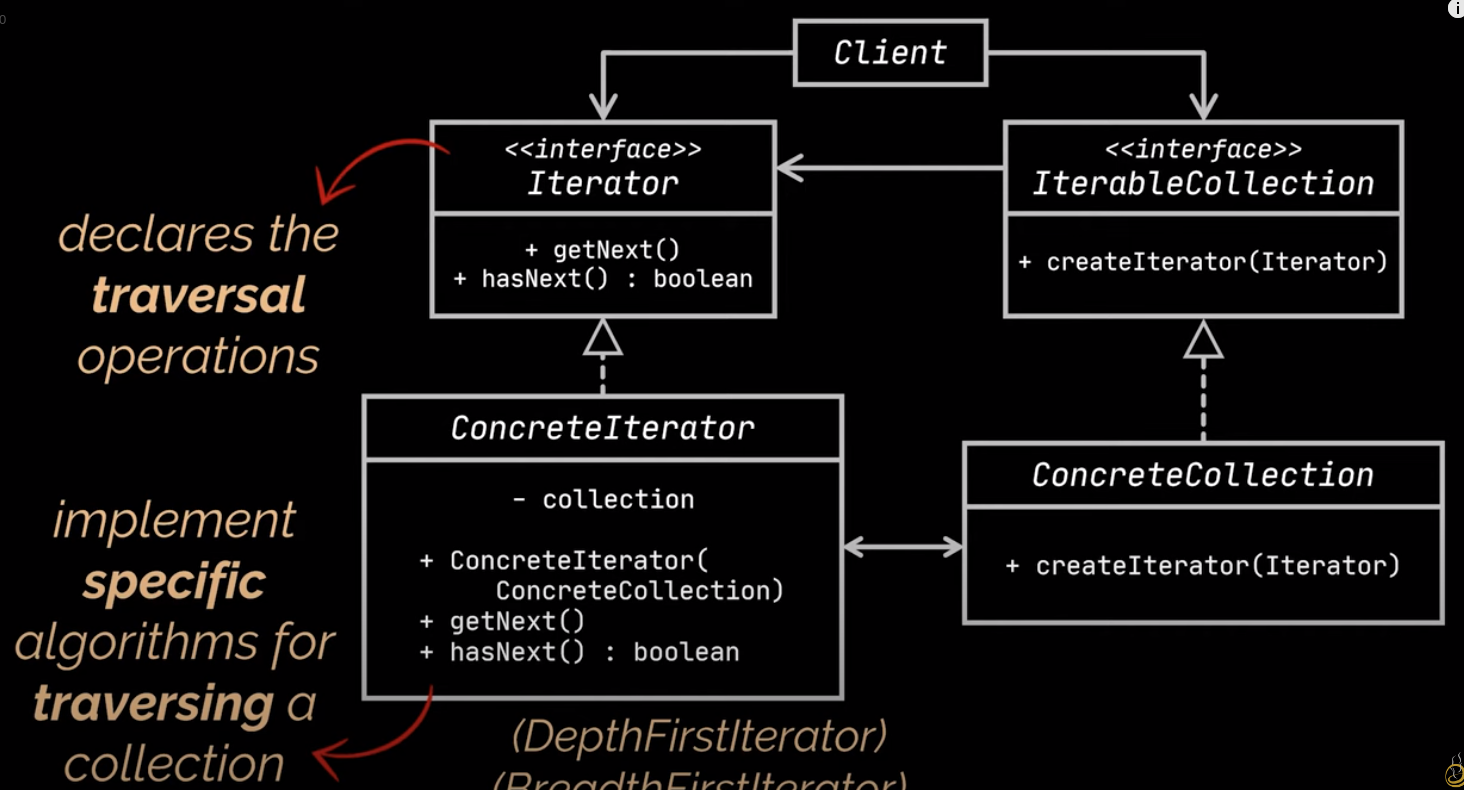 Client
<<interface>>
Iterator
+ getNext()
+ hasNext() : boolean
<<interface>>
IterableCollection
+ createIterator(Iterator)
declares the
traversal
operations
ConcreteIterator
- collection
+ ConcreteIterator(
ConcreteCollection)
+ getNext()
+ hasNext() : boolean
ConcreteCollection
+ createIterator(Iterator)
implement
specific
algorithms for
traversing a
collection
(DepthFirstIterator)
(BreadthFirstIterator)